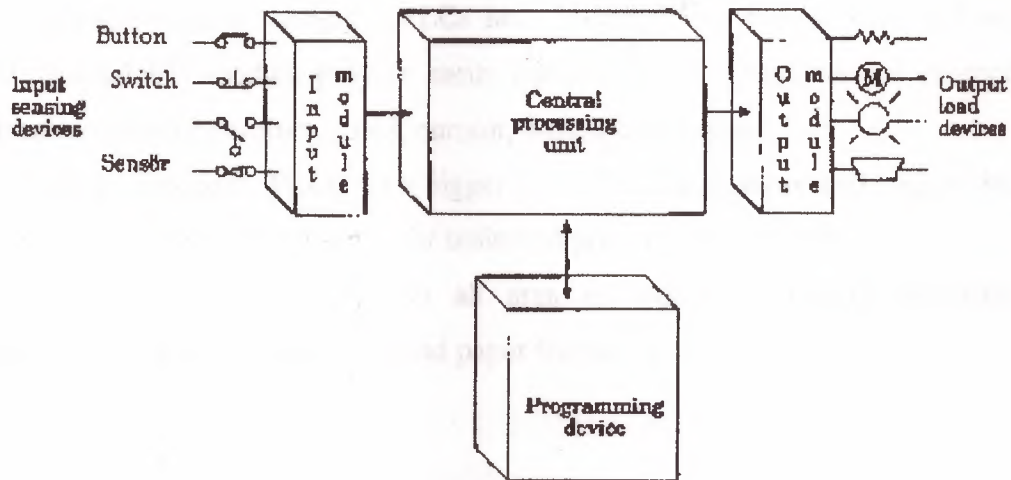 Button
Switch
Input
sensing
devices
Sensor
Input
module
Central
processing
unit
Output
module
M
Output
load
devices
Programming
device